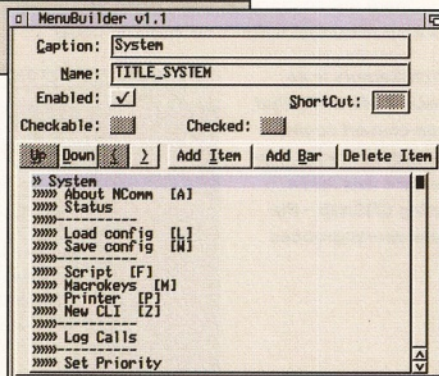 MenuBuilder v1.1
Caption: System
Name: TITLE_SYSTEM
Enabled: ✓ ShortCut:
Checkable: Checked:
Up Down < > Add Item Add Bar Delete Item
» System
»»» About NComm [A]
»»» Status
»»»-----------
»»» Load config [L]
»»» Save config [W]
»»»-----------
»»» Script [F]
»»» Macrokeys [M]
»»» Printer [P]
»»» New CLI [Z]
»»»-----------
»»» Log Calls
»»»-----------
»»» Set Priority